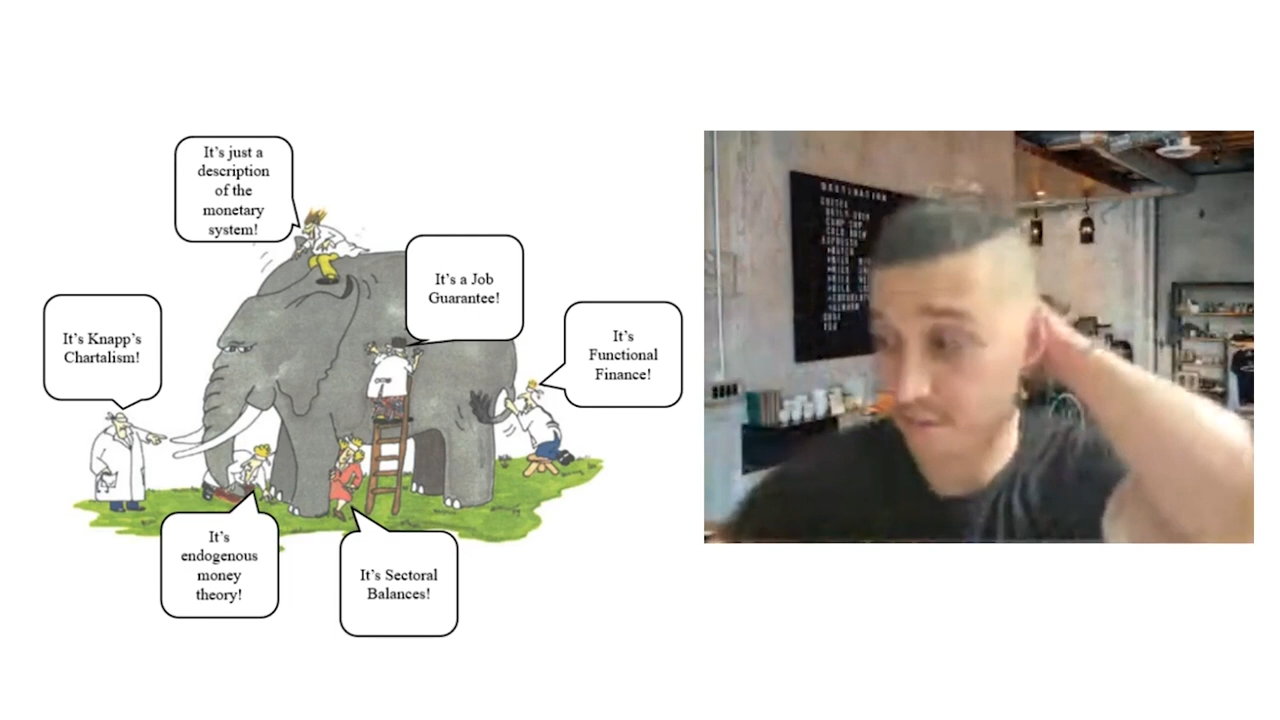 It's just a
description
of the
monetary
system!
It's a Job
Guarantee!
It's Knapp's
Chartalism!
It's
Functional
Finance!
It's
endogenous
money
theory!
It's Sectoral
Balances!